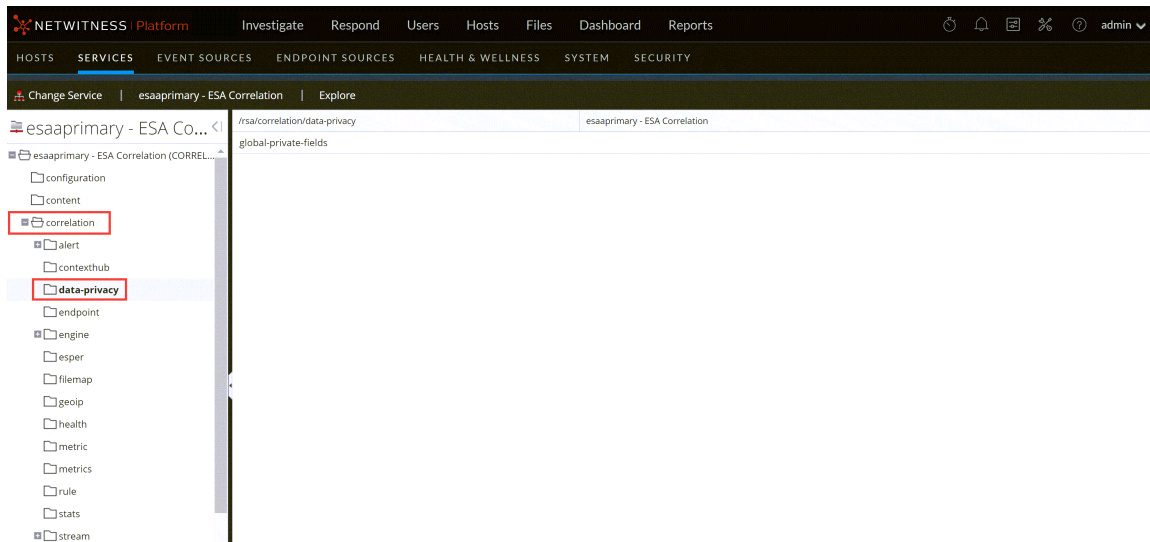 NETWITNESS Platform Investigate Respond Users Hosts Files Dashboard Reports admin
HOSTS SERVICES EVENT SOURCES ENDPOINT SOURCES HEALTH & WELLNESS SYSTEM SECURITY
Change Service | esaaprimary - ESA Correlation | Explore
esaaprimary - ESA Co...
/rsa/correlation/data-privacy esaaprimary - ESA Correlation
global-private-fields
esaaprimary - ESA Correlation (CORREL...
configuration
content
correlation
alert
contexthub
data-privacy
endpoint
engine
esper
filemap
geoip
health
metric
metrics
rule
stats
stream